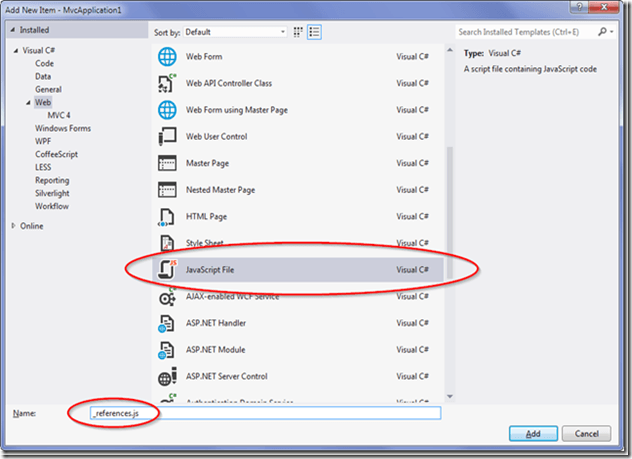 Add New Item - MvcApplication1
Installed
Sort by: Default
Search Installed Templates (Ctrl+E)
Visual C#
Code
Data
General
Web
MVC 4
Windows Forms
WPF
CoffeeScript
LESS
Reporting
Silverlight
Workflow
Online
Web Form Visual C#
Web API Controller Class Visual C#
Web Form using Master Page Visual C#
Web User Control Visual C#
Master Page Visual C#
Nested Master Page Visual C#
HTML Page Visual C#
Style Sheet Visual C#
JavaScript File Visual C#
AJAX-enabled WCF Service Visual C#
ASP.NET Handler Visual C#
ASP.NET Module Visual C#
ASP.NET Server Control Visual C#
Authentication Domain Service Visual C#
Type: Visual C#
A script file containing JavaScript code
Name: _references.js
Add Cancel